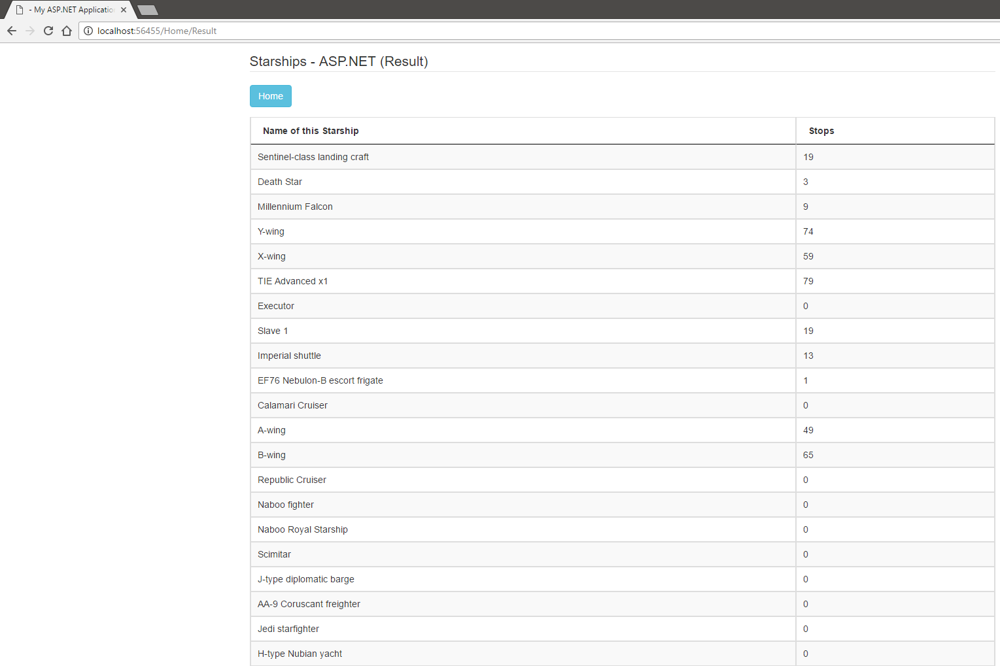 - My ASP.NET Applicatio
localhost:56455/Home/Result
Starships - ASP.NET (Result)
Home
Name of this Starship Stops
Sentinel-class landing craft 19
Death Star 3
Millennium Falcon 9
Y-wing 74
X-wing 59
TIE Advanced x1 79
Executor 0
Slave 1 19
Imperial shuttle 13
EF76 Nebulon-B escort frigate 1
Calamari Cruiser 0
A-wing 49
B-wing 65
Republic Cruiser 0
Naboo fighter 0
Naboo Royal Starship 0
Scimitar 0
J-type diplomatic barge 0
AA-9 Coruscant freighter 0
Jedi starfighter 0
H-type Nubian yacht 0